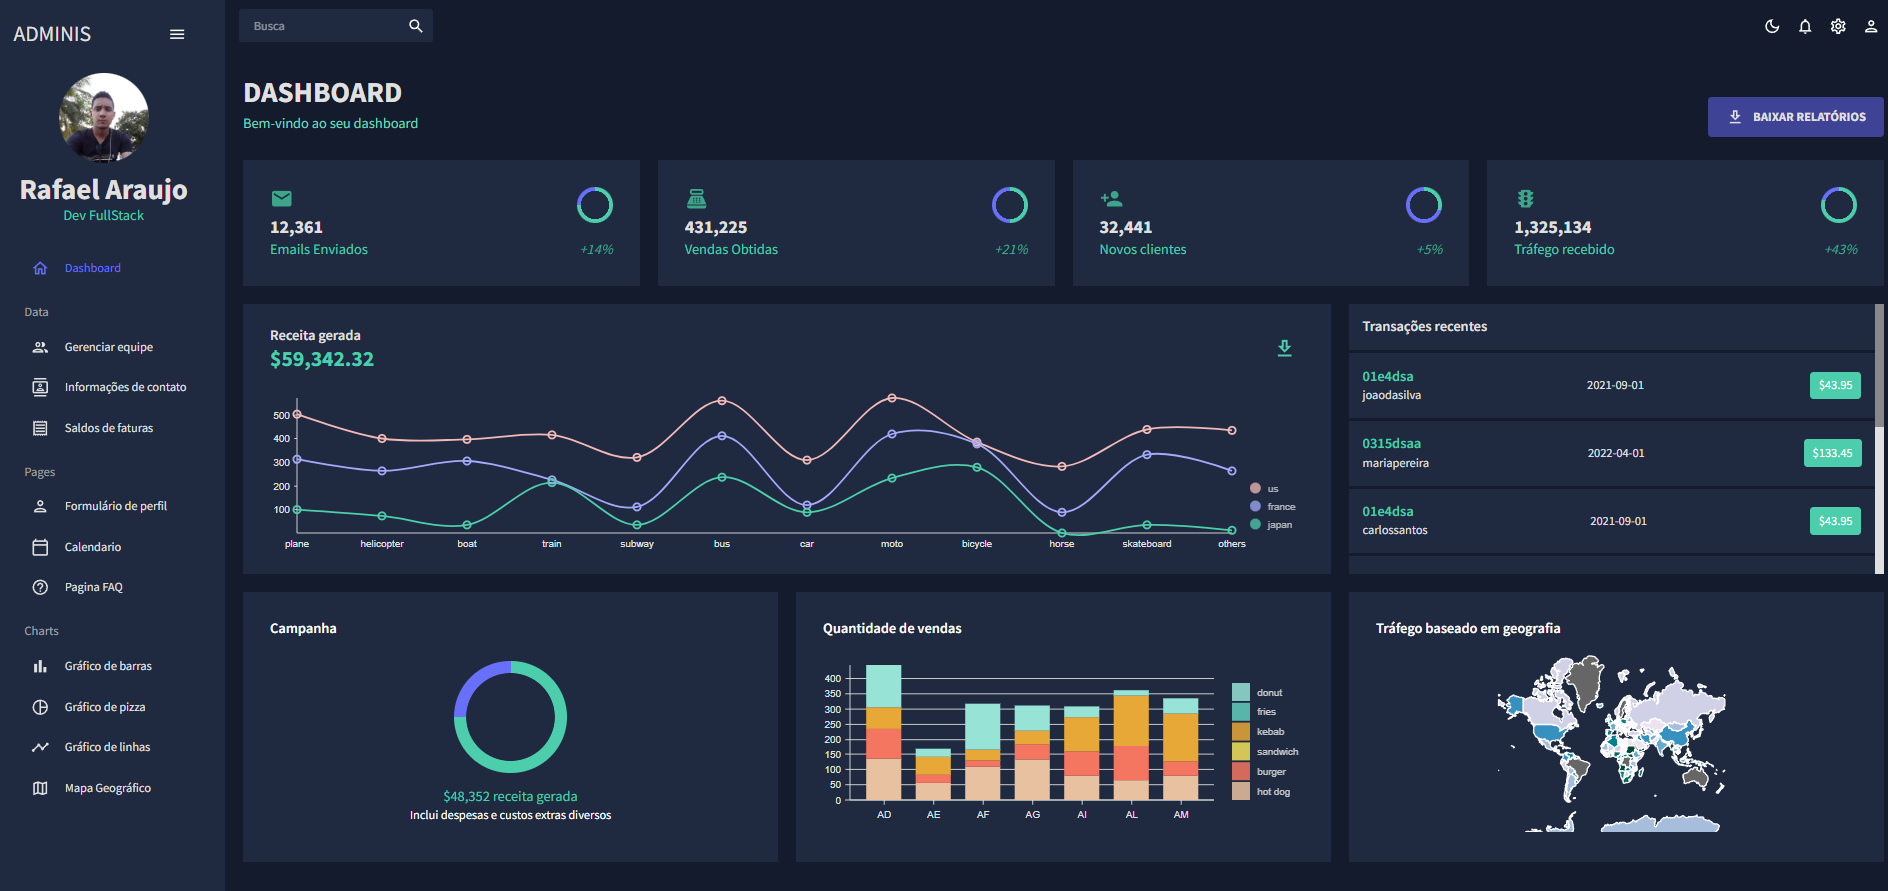 ADMINIS
Rafael Araujo
Dev FullStack
Dashboard
Data
Gerenciar equipe
Informações de contato
Saldos de faturas
Pages
Formulário de perfil
Calendario
Pagina FAQ
Charts
Gráfico de barras
Gráfico de pizza
Gráfico de linhas
Mapa Geográfico
Busca
DASHBOARD
Bem-vindo ao seu dashboard
BAIXAR RELATÓRIOS
12,361
Emails Enviados
+14%
431,225
Vendas Obtidas
+21%
32,441
Novos clientes
+5%
1,325,134
Tráfego recebido
+43%
Receita gerada
$59,342.32
500
400
300
200
100
plane helicopter boat train subway bus car moto bicycle horse skateboard others
us
france
japan
Transações recentes
01e4dsa
joaodasilva
2021-09-01
$43.95
0315dsaa
mariapereira
2022-04-01
$133.45
01e4dsa
carlossantos
2021-09-01
$43.95
Campanha
$48,352 receita gerada
Inclui despesas e custos extras diversos
Quantidade de vendas
400
350
300
250
200
150
100
50
0
AD AE AF AG AI AL AM
donut
fries
kebab
sandwich
burger
hot dog
Tráfego baseado em geografia